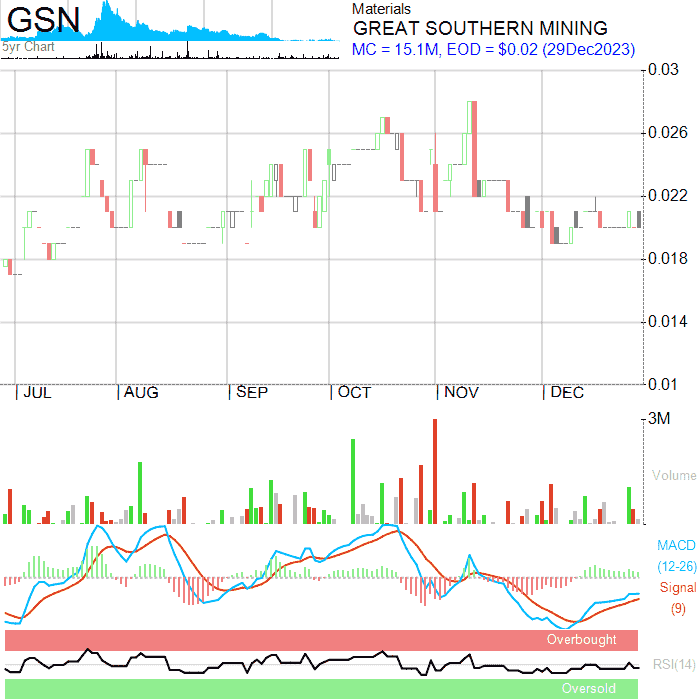 GSN
5yr Chart
Materials
GREAT SOUTHERN MINING
MC = 15.1M, EOD = $0.02 (29Dec2023)
0.03
0.026
0.022
0.018
0.014
0.01
JUL AUG SEP OCT NOV DEC
3M
Volume
MACD
(12-26)
Signal
(9)
Overbought
RSI(14)
Oversold